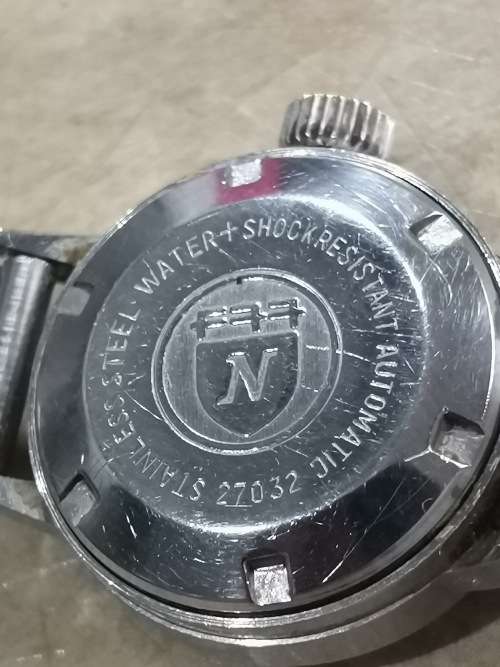 STAINLESS STEEL · WATER + SHOCKRESISTANT AUTOMATIC 27032
N